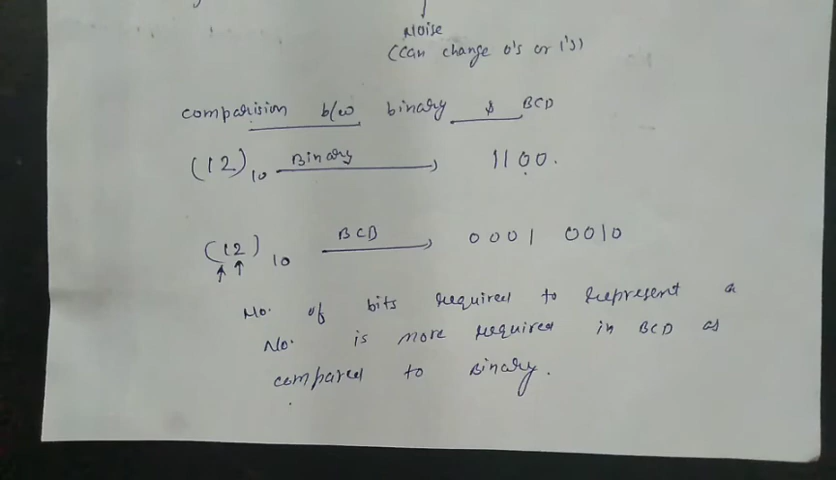 Noise
(can change 0's or 1's)
comparision b/w binary & BCD
(12)10 Binary 1100.
(12)10 BCD 0001 0010
No. of bits required to represent a
No. is more required in BCD as
compared to Binary.